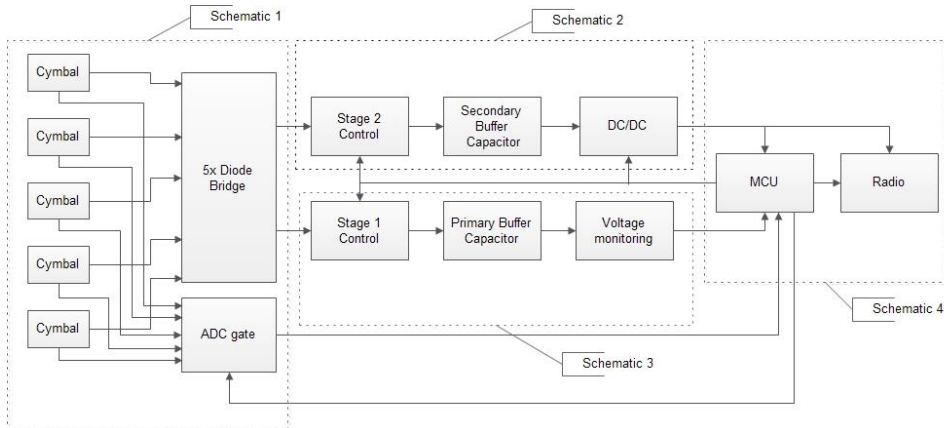 Schematic 1
Schematic 2
Cymbal
Cymbal
Cymbal
Cymbal
Cymbal
5x Diode
Bridge
ADC gate
Stage 2
Control
Secondary
Buffer
Capacitor
DC/DC
Stage 1
Control
Primary Buffer
Capacitor
Voltage
monitoring
MCU
Radio
Schematic 4
Schematic 3